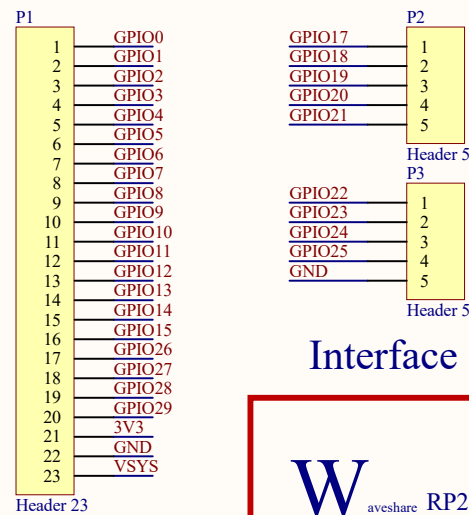 P1
1 GPIO0
2 GPIO1
3 GPIO2
4 GPIO3
5 GPIO4
6 GPIO5
7 GPIO6
8 GPIO7
9 GPIO8
10 GPIO9
11 GPIO10
12 GPIO11
13 GPIO12
14 GPIO13
15 GPIO14
16 GPIO15
17 GPIO26
18 GPIO27
19 GPIO28
20 GPIO29
21 3V3
22 GND
23 VSYS
Header 23
P2
GPIO17 1
GPIO18 2
GPIO19 3
GPIO20 4
GPIO21 5
Header 5
P3
GPIO22 1
GPIO23 2
GPIO24 3
GPIO25 4
GND 5
Header 5
Interface
Waveshare RP2